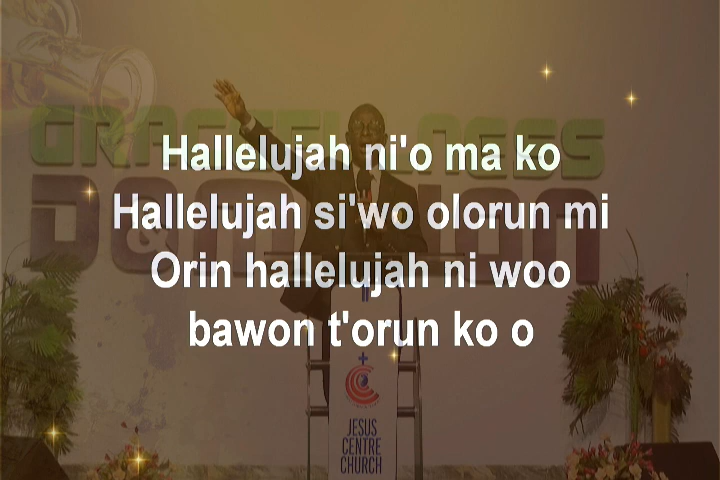 Hallelujah ni'o ma ko
Hallelujah si'wo olorun mi
Orin hallelujah ni woo
bawon t'orun ko o
JESUS
CENTRE
CHURCH